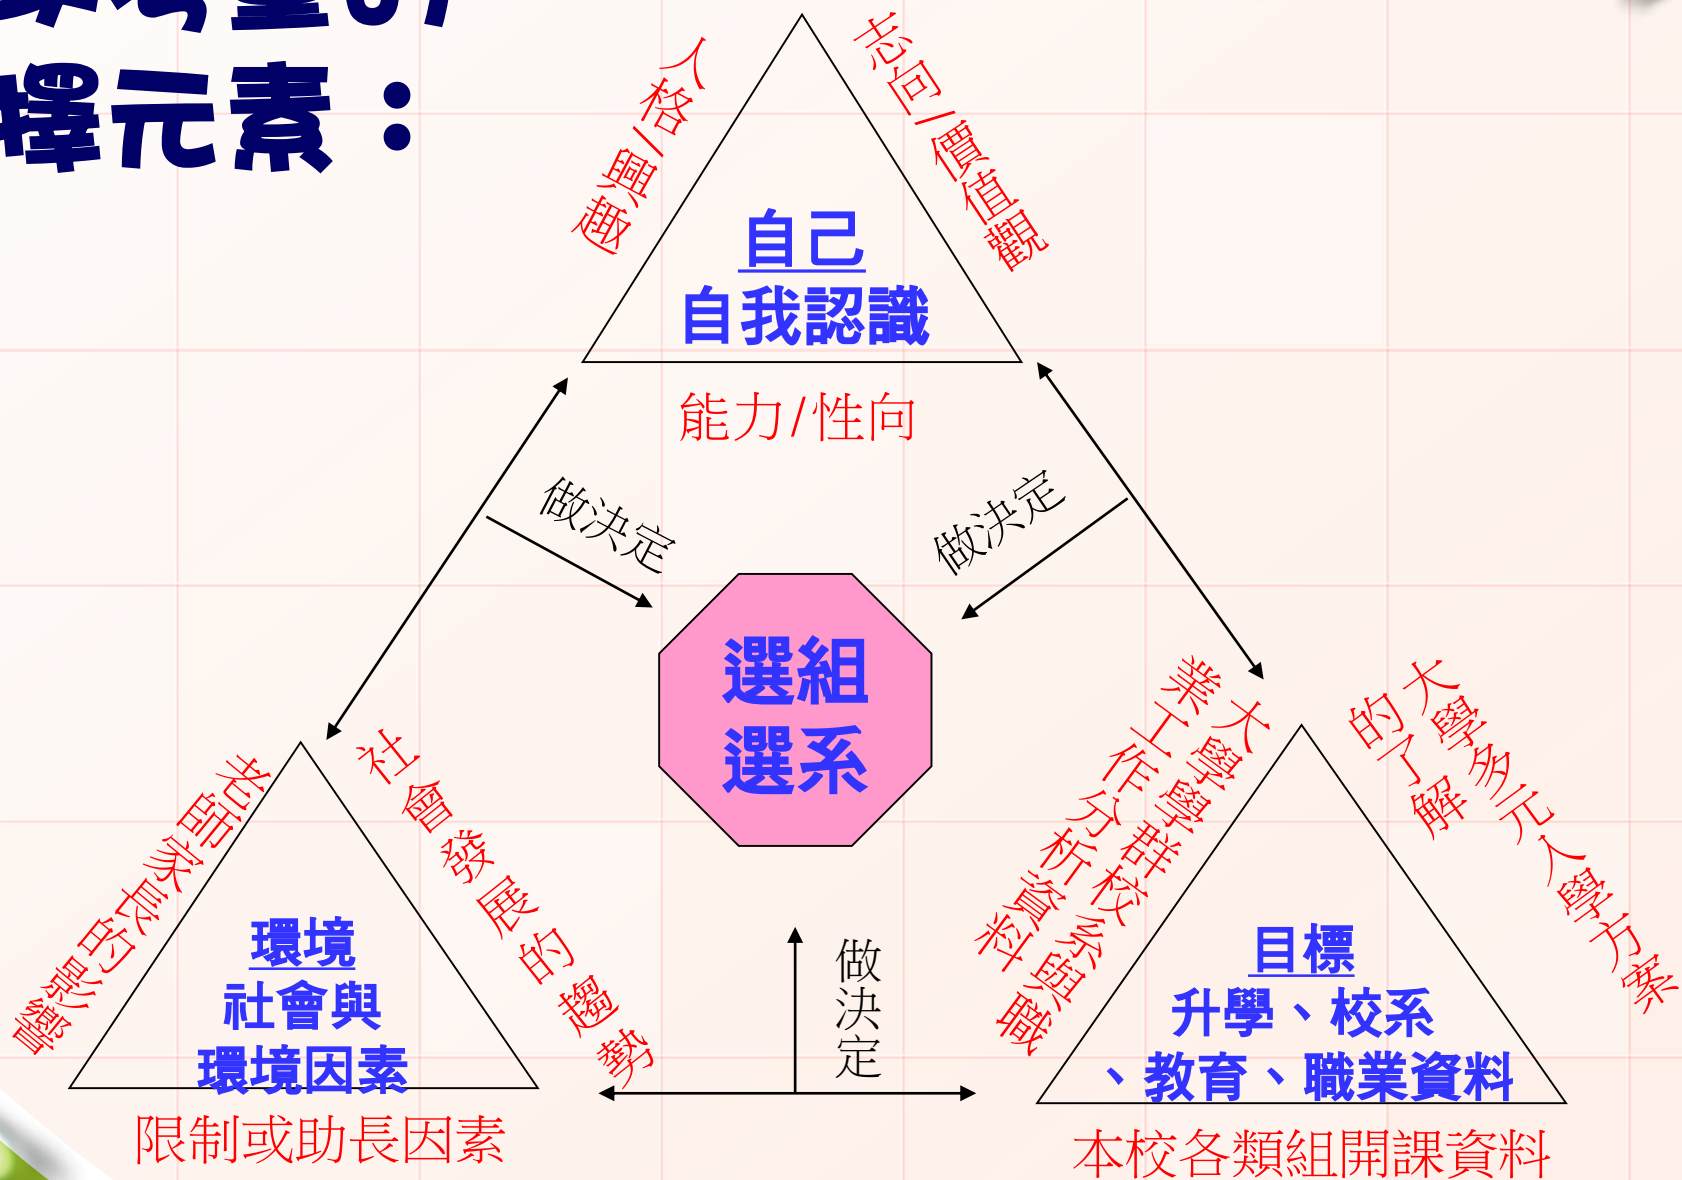 擇元素：
人格/興趣
志向/價值觀
自己
自我認識
能力/性向
做決定
做決定
選組
選系
老師家長的影響
社會發展的趨勢
環境
社會與
環境因素
限制或助長因素
做決定
大學學群校系與職
業工作分析資料
大學多元入學方案
的了解
目標
升學、校系
、教育、職業資料
本校各類組開課資料